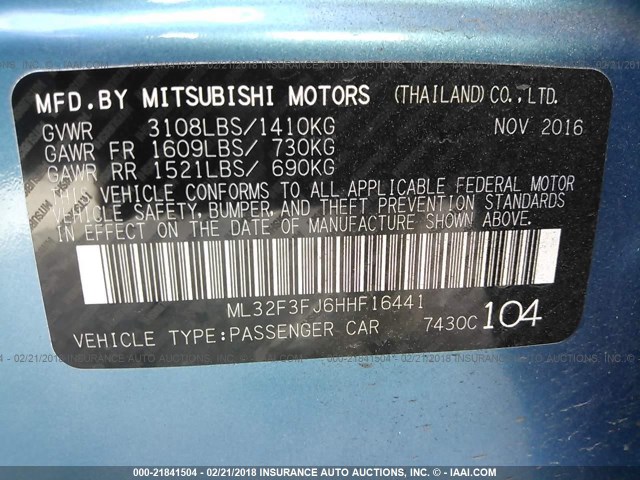 MFD.BY MITSUBISHI MOTORS (THAILAND) CO.,LTD.
GVWR 3108LBS/1410KG NOV 2016
GAWR FR 1609LBS/ 730KG
GAWR RR 1521LBS/ 690KG
THIS VEHICLE CONFORMS TO ALL APPLICABLE FEDERAL MOTOR
VEHICLE SAFETY, BUMPER, AND THEFT PREVENTION STANDARDS
IN EFFECT ON THE DATE OF MANUFACTURE SHOWN ABOVE.
ML32F3FJ6HHF16441
VEHICLE TYPE:PASSENGER CAR 7430C 104
000-21841504 - 02/21/2018 INSURANCE AUTO AUCTIONS INC. © - IAAI.COM